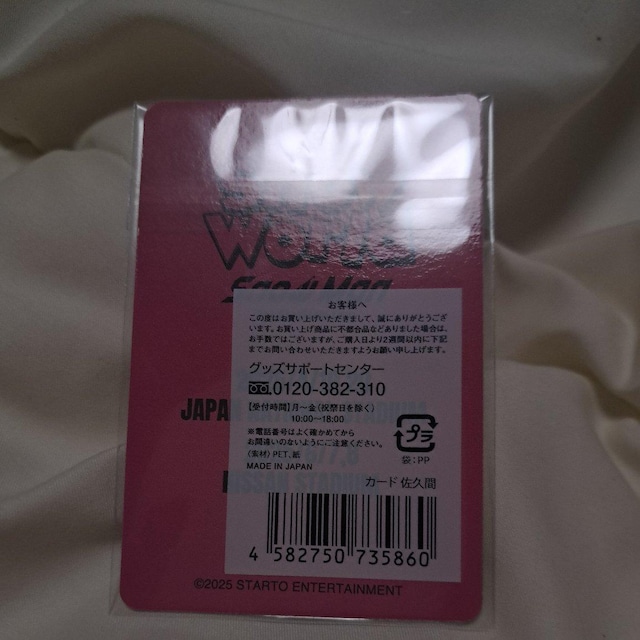 Snow Man
お客様へ
この度はお買い上げいただきまして、誠にありがとうござ
います。お買い上げ商品に不都合品などありました場合は、
お手数ではございますが、ご購入日より2週間以内に下記
までお問い合わせいただきますようお願い申し上げます。
グッズサポートセンター
0120-382-310
【受付時間】月～金(祝祭日を除く)
10:00―18:00
※電話番号はよく確かめてから
お間違いのないようにご注意ください。
(素材) PET、紙
MADE IN JAPAN
プラ
袋:PP
カード 佐久間
4 582750 735860
JAPAN
NISSAN STADIUM
©2025 STARTO ENTERTAINMENT